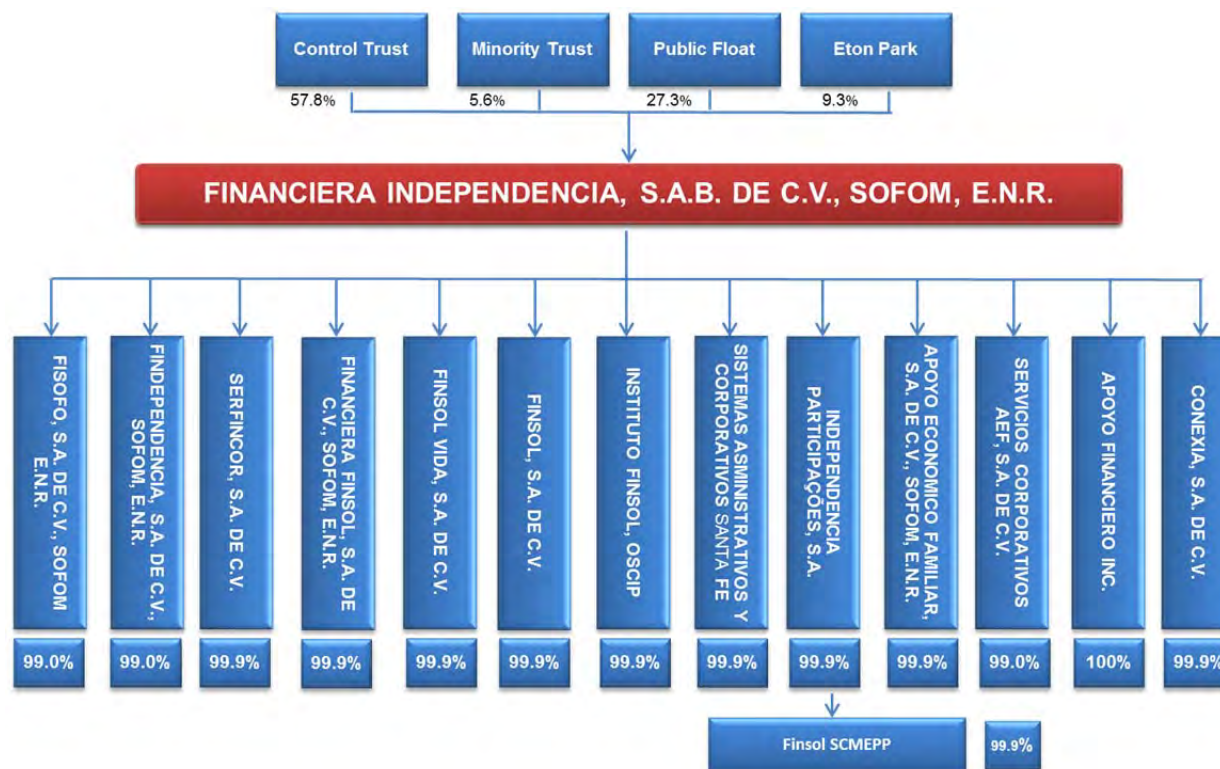 Control Trust
Minority Trust
Public Float
Eton Park
57.8%
5.6%
27.3%
9.3%
FINANCIERA INDEPENDENCIA, S.A.B. DE C.V., SOFOM, E.N.R.
FISOFO, S.A. DE C.V., SOFOM
E.N.R.
FINDEPENDENCIA, S.A. DE C.V.,
SOFOM, E.N.R.
SERFINCOR, S.A. DE C.V.
FINANCIERA FINSOL, S.A. DE
C.V., SOFOM, E.N.R.
FINSOL VIDA, S.A. DE C.V.
FINSOL, S.A. DE C.V.
INSTITUTO FINSOL, OSCIP
SISTEMAS ASMINISTRATIVOS Y
CORPORATIVOS SANTA FE
INDEPENDENCIA
PARTICIPAÇÕES, S.A.
APOYO ECONOMICO FAMILIAR,
S.A. DE C.V., SOFOM, E.N.R.
SERVICIOS CORPORATIVOS
AEF, S.A. DE C.V.
APOYO FINANCIERO INC.
CONEXIA, S.A. DE C.V.
99.0%
99.0%
99.9%
99.9%
99.9%
99.9%
99.9%
99.9%
99.9%
99.9%
99.0%
100%
99.9%
Finsol SCMEPP
99.9%